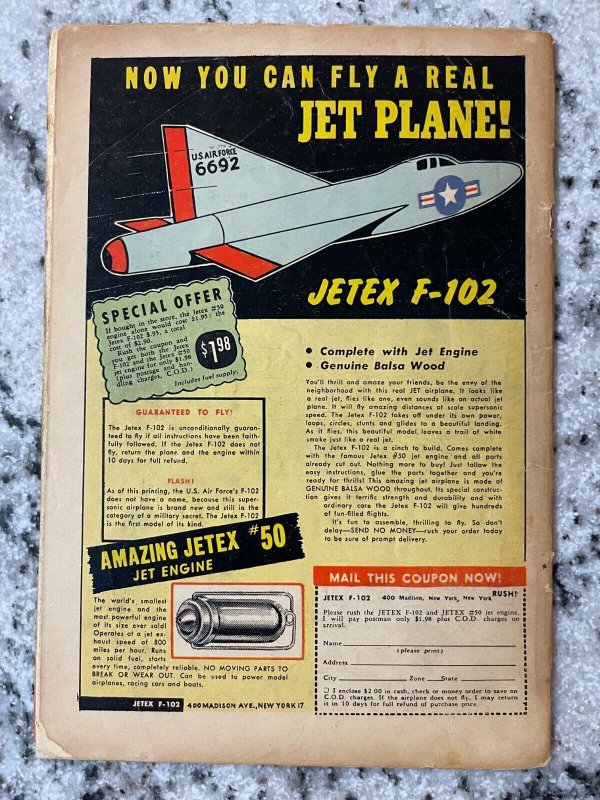 NOW YOU CAN FLY A REAL
JET PLANE!
U.S. AIR FORCE
6692
JETEX F-102
SPECIAL OFFER
If bought in the store, the Jetex #50
engine alone would cost $1.95; the
Jetex F-102 $.95, a total
cost of $2.90.
Rush the coupon and
you get both the Jetex
F-102 and the Jetex #50
jet engine for only $1.98
(plus postage and han-
dling charges, C.O.D.)
Includes fuel supply.
$1.98
GUARANTEED TO FLY!
The Jetex F-102 is unconditionally guaran-
teed to fly if all instructions have been faith-
fully followed. If the Jetex F-102 does not
fly, return the plane and the engine within
10 days for full refund.
FLASH!
As of this printing, the U.S. Air Force's F-102
does not have a name, because this super-
sonic airplane is brand new and still in the
category of a military secret. The Jetex F-102
is the first model of its kind.
AMAZING JETEX #50
JET ENGINE
The world's smallest
jet engine and the
most powerful engine
of its size ever sold!
Operates at a jet ex-
haust speed of 800
miles per hour. Runs
on solid fuel, starts
every time, completely reliable. NO MOVING PARTS TO
BREAK OR WEAR OUT. Can be used to power model
airplanes, racing cars and boats.
• Complete with Jet Engine
• Genuine Balsa Wood
You'll thrill and amaze your friends, be the envy of the
neighborhood with this real JET airplane. It looks like
a real jet, flies like one, even sounds like an actual jet
plane. It will fly amazing distances at scale supersonic
speed. The Jetex F-102 takes off under its own power,
loops, circles, stunts and glides to a beautiful landing.
As it flies, this beautiful model leaves a trail of white
smoke just like a real jet.
The Jetex F-102 is a cinch to build. Comes complete
with the famous Jetex #50 jet engine and all parts
already cut out. Nothing more to buy! Just follow the
easy instructions, glue the parts together and you're
ready for thrills! This amazing jet airplane is made of
GENUINE BALSA WOOD throughout. Its special construc-
tion gives it terrific strength and durability and with
ordinary care the Jetex F-102 will give hundreds
of fun-filled flights.
It's fun to assemble, thrilling to fly. So don't
delay—SEND NO MONEY—rush your order today
to be sure of prompt delivery.
MAIL THIS COUPON NOW!
JETEX F-102 400 Madison, New York, New York RUSH!
Please rush the JETEX F-102 and JETEX #50 jet engine.
I will pay postman only $1.98 plus C.O.D. charges on
arrival.
Name
(please print)
Address
City Zone State
☐ I enclose $2.00 in cash, check or money order to save on
C.O.D. charges. If the airplane does not fly, I may return
it in 10 days for full refund of purchase price.
JETEX F-102 400 MADISON AVE., NEW YORK 17